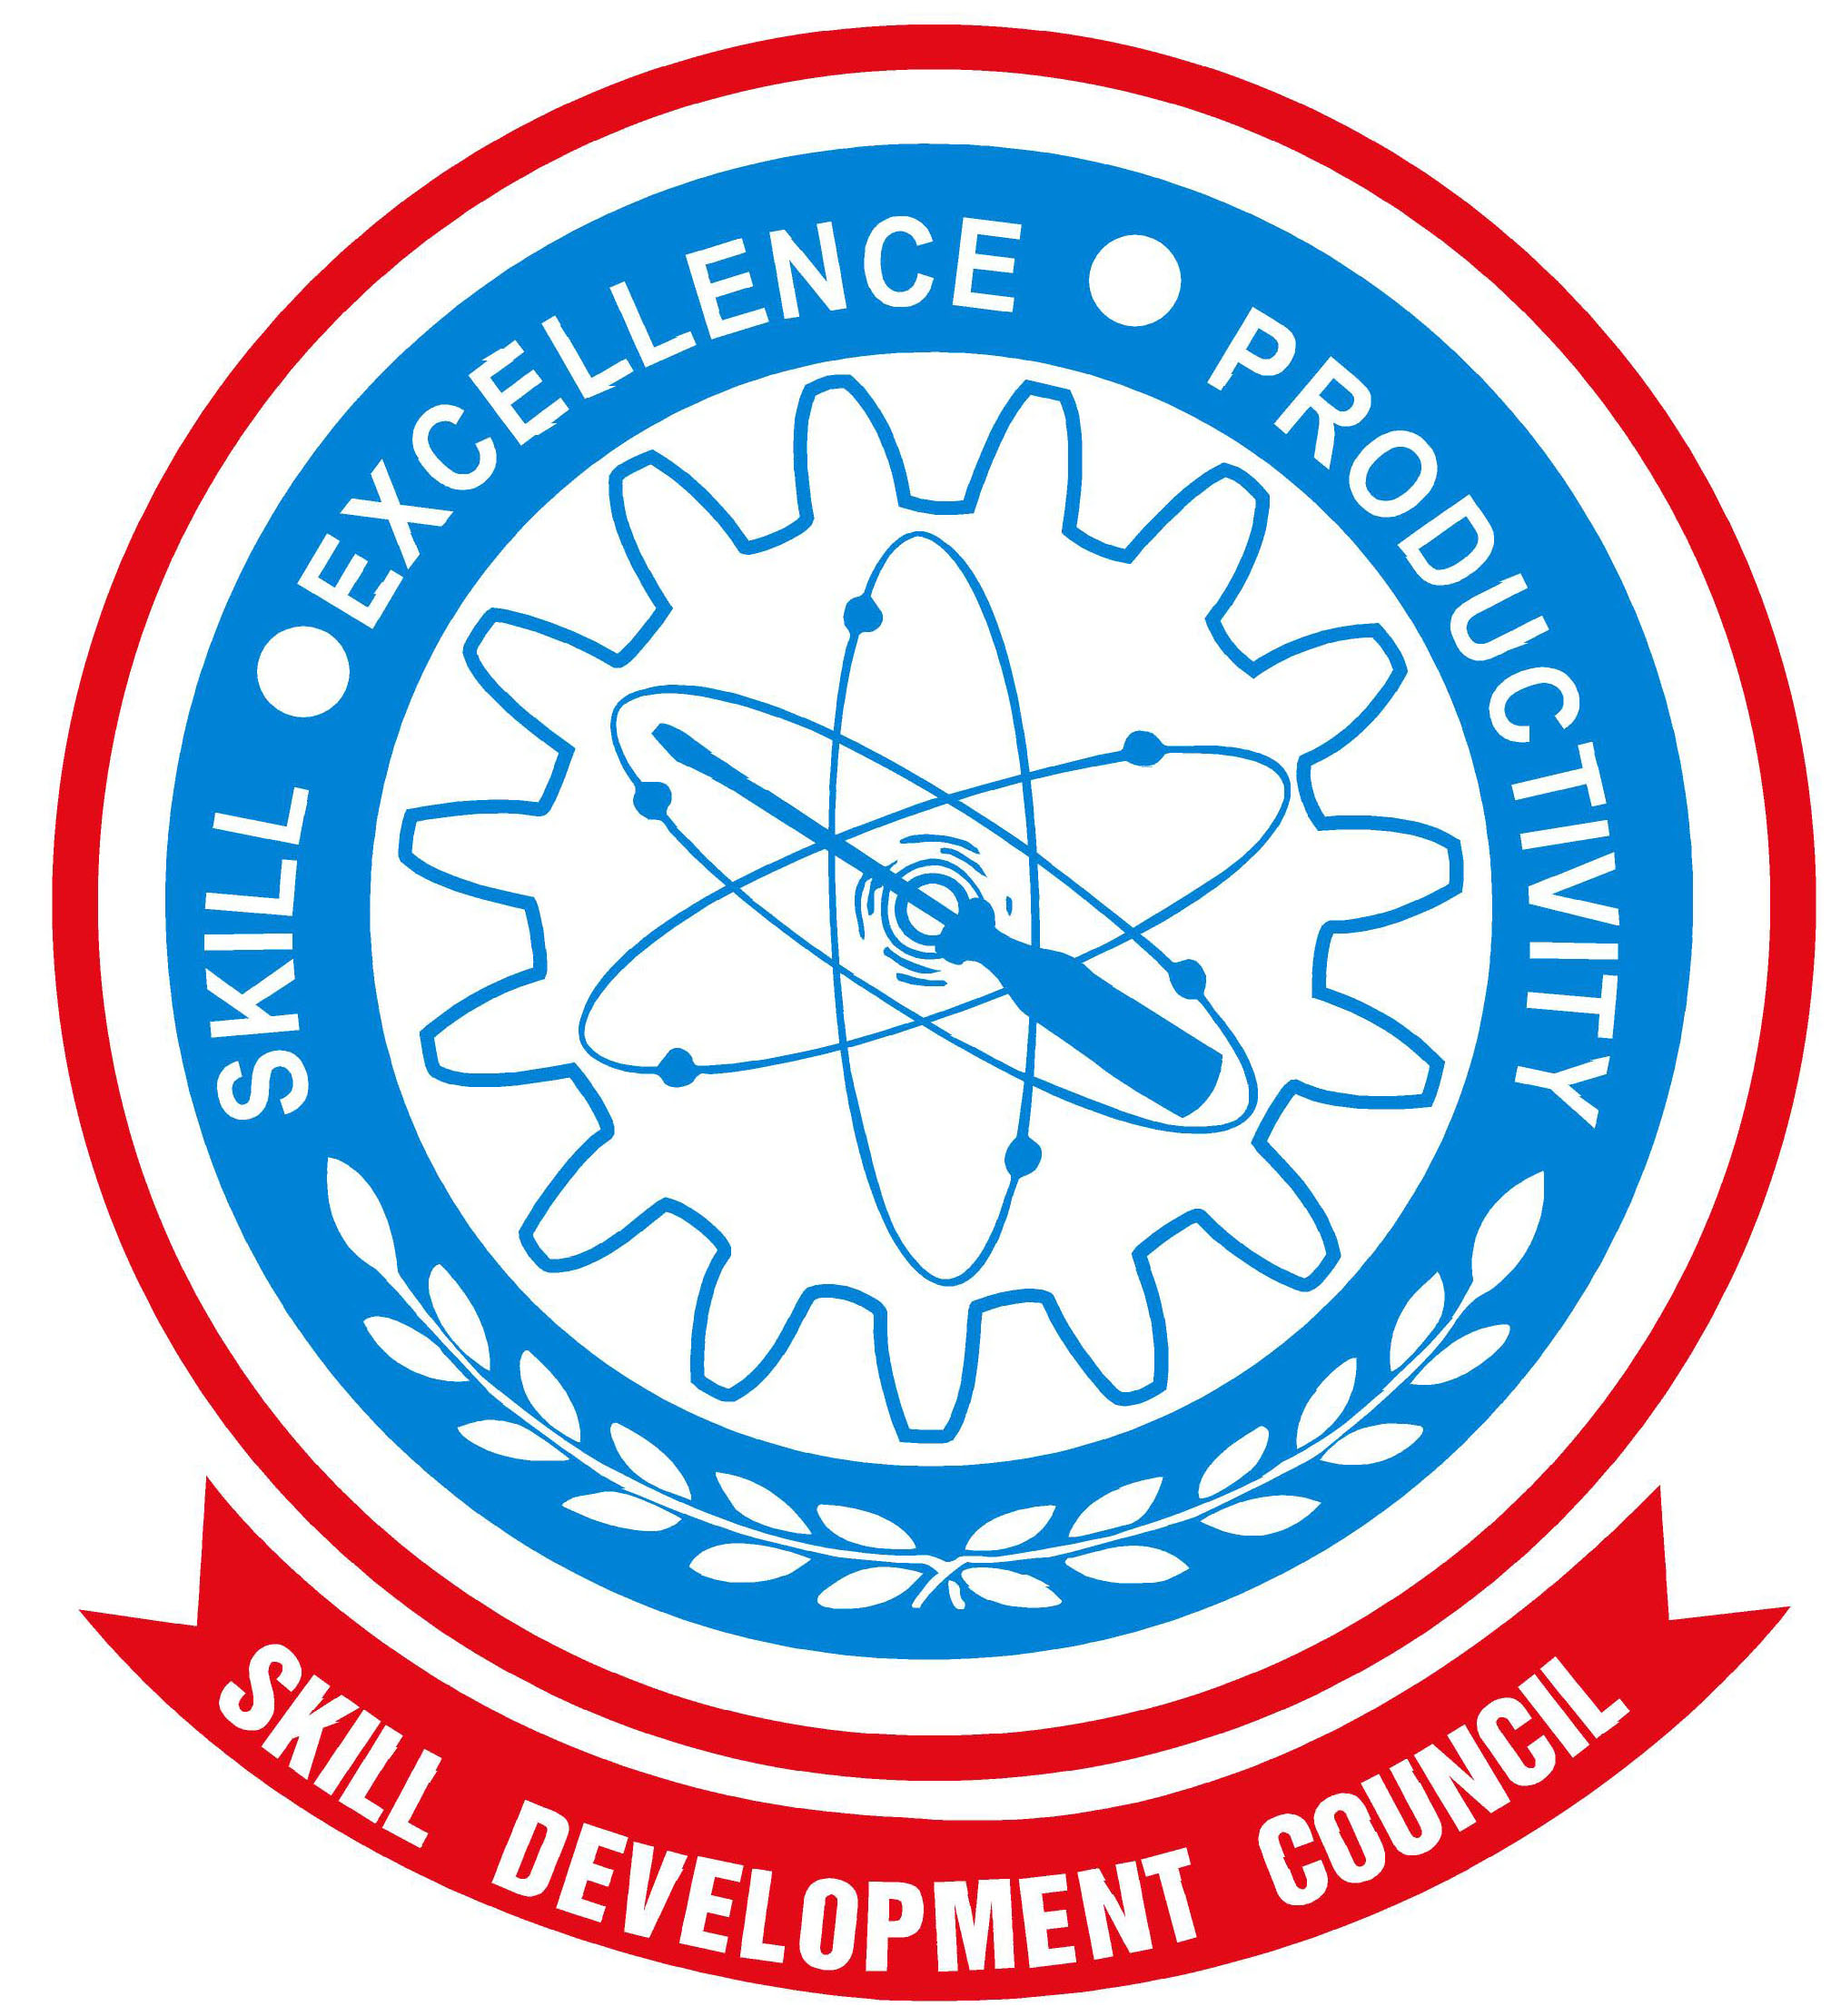 SKILL ● EXCELLENCE ● PRODUCTIVITY
SKILL DEVELOPMENT COUNCIL